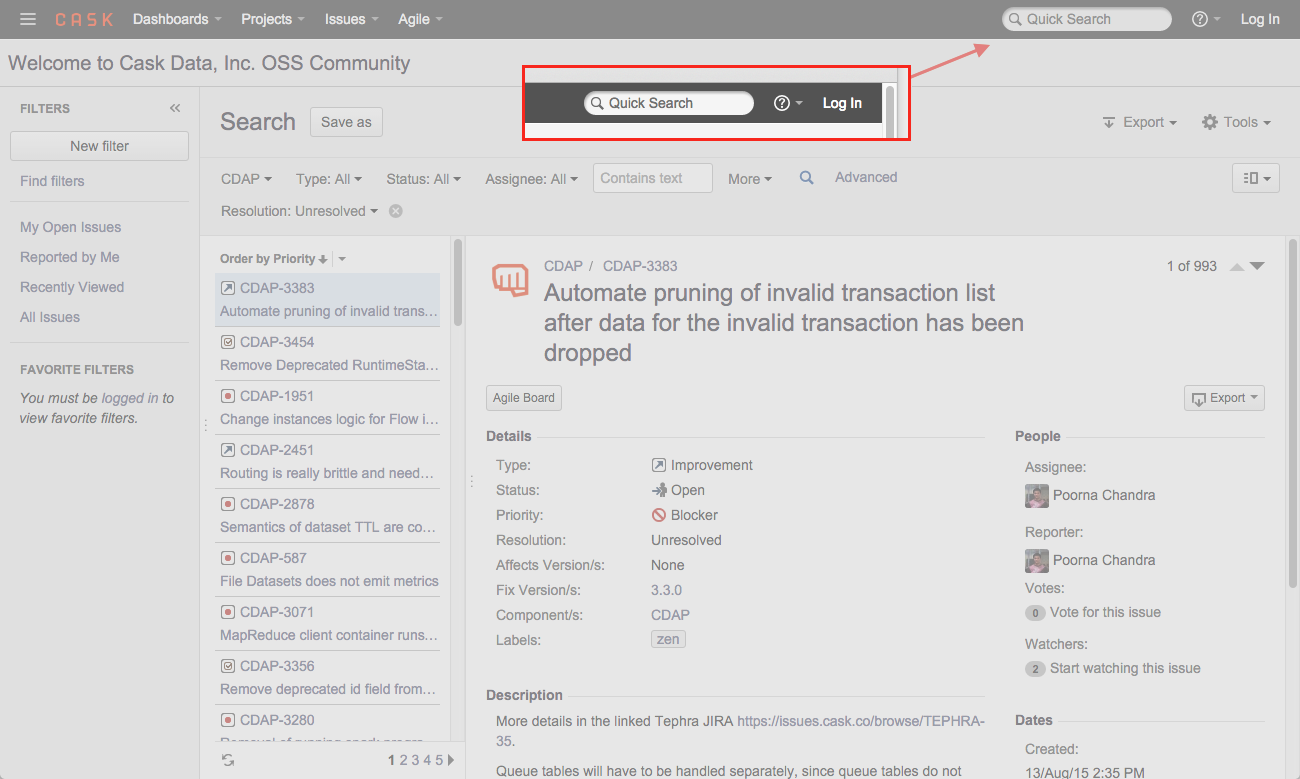 CASK Dashboards Projects Issues Agile Quick Search Log In
Welcome to Cask Data, Inc. OSS Community
Quick Search Log In
FILTERS
New filter
Find filters
My Open Issues
Reported by Me
Recently Viewed
All Issues
FAVORITE FILTERS
You must be logged in to
view favorite filters.
Search Save as Export Tools
CDAP Type: All Status: All Assignee: All Contains text More Advanced
Resolution: Unresolved
Order by Priority
CDAP-3383
Automate pruning of invalid trans...
CDAP-3454
Remove Deprecated RuntimeSta...
CDAP-1951
Change instances logic for Flow i...
CDAP-2451
Routing is really brittle and need...
CDAP-2878
Semantics of dataset TTL are co...
CDAP-587
File Datasets does not emit metrics
CDAP-3071
MapReduce client container runs...
CDAP-3356
Remove deprecated id field from...
CDAP-3280
1 2 3 4 5
CDAP / CDAP-3383 1 of 993
Automate pruning of invalid transaction list
after data for the invalid transaction has been
dropped
Agile Board Export
Details
Type: Improvement
Status: Open
Priority: Blocker
Resolution: Unresolved
Affects Version/s: None
Fix Version/s: 3.3.0
Component/s: CDAP
Labels: zen
Description
More details in the linked Tephra JIRA https://issues.cask.co/browse/TEPHRA-
35.
Queue tables will have to be handled separately, since queue tables do not
People
Assignee:
Poorna Chandra
Reporter:
Poorna Chandra
Votes:
0 Vote for this issue
Watchers:
2 Start watching this issue
Dates
Created:
13/Aug/15 2:35 PM